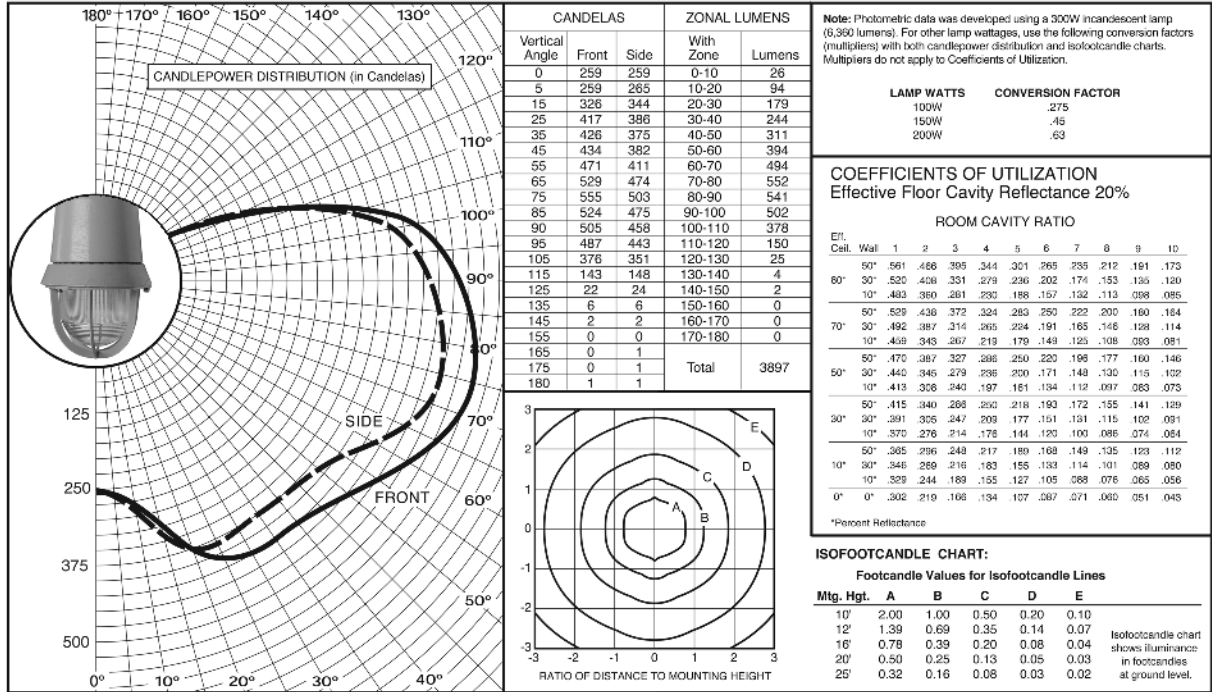 180° 170° 160° 150° 140° 130°
120°
CANDLEPOWER DISTRIBUTION (in Candelas)
110°
100°
90°
80°
125
SIDE
70°
250
FRONT
60°
375
50°
500
0° 10° 20° 30° 40°
CANDELAS ZONAL LUMENS
Vertical With
Angle Front Side Zone Lumens
0 259 259 0-10 26
5 259 265 10-20 94
15 326 344 20-30 179
25 417 386 30-40 244
35 426 375 40-50 311
45 434 382 50-60 394
55 471 411 60-70 494
65 529 474 70-80 552
75 555 503 80-90 541
85 524 475 90-100 502
90 505 458 100-110 378
95 487 443 110-120 150
105 376 351 120-130 25
115 143 148 130-140 4
125 22 24 140-150 2
135 6 6 150-160 0
145 2 2 160-170 0
155 0 0 170-180 0
165 0 1
175 0 1 Total 3897
180 1 1
3
E
2
D
C
1
A
B
0
-1
-2
-3
-3 -2 -1 0 1 2 3
RATIO OF DISTANCE TO MOUNTING HEIGHT
Note: Photometric data was developed using a 300W incandescent lamp
(6,360 lumens). For other lamp wattages, use the following conversion factors
(multipliers) with both candlepower distribution and isofootcandle charts.
Multipliers do not apply to Coefficients of Utilization.
LAMP WATTS CONVERSION FACTOR
100W .275
150W .45
200W .63
COEFFICIENTS OF UTILIZATION
Effective Floor Cavity Reflectance 20%
ROOM CAVITY RATIO
Eff.
Ceil. Wall 1 2 3 4 5 6 7 8 9 10
50* .561 .466 .395 .344 .301 .265 .235 .212 .191 .173
80* 30* .520 .408 .331 .279 .236 .202 .174 .153 .135 .120
10* .483 .360 .281 .230 .188 .157 .132 .113 .098 .085
50* .529 .438 .372 .324 .283 .250 .222 .200 .180 .164
70* 30* .492 .387 .314 .265 .224 .191 .165 .146 .128 .114
10* .459 .343 .267 .219 .179 .149 .125 .108 .093 .081
50* .470 .387 .327 .286 .250 .220 .196 .177 .160 .146
50* 30* .440 .345 .279 .236 .200 .171 .148 .130 .115 .102
10* .413 .308 .240 .197 .161 .134 .112 .097 .083 .073
50* .415 .340 .286 .250 .218 .193 .172 .155 .141 .129
30* 30* .391 .305 .247 .209 .177 .151 .131 .115 .102 .091
10* .370 .276 .214 .176 .144 .120 .100 .086 .074 .064
50* .365 .296 .248 .217 .189 .168 .149 .135 .123 .112
10* 30* .346 .269 .216 .183 .155 .133 .114 .101 .089 .080
10* .329 .244 .189 .155 .127 .105 .088 .076 .065 .056
0* 0* .302 .219 .166 .134 .107 .087 .071 .060 .051 .043
*Percent Reflectance
ISOFOOTCANDLE CHART:
Footcandle Values for Isofootcandle Lines
Mtg. Hgt. A B C D E
10' 2.00 1.00 0.50 0.20 0.10
12' 1.39 0.69 0.35 0.14 0.07
16' 0.78 0.39 0.20 0.08 0.04
20' 0.50 0.25 0.13 0.05 0.03
25' 0.32 0.16 0.08 0.03 0.02
Isofootcandle chart
shows illuminance
in footcandles
at ground level.